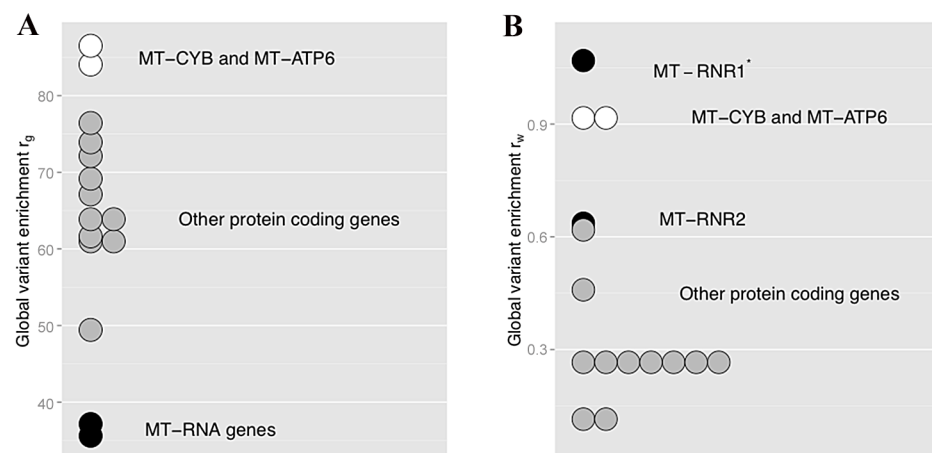 A
Global variant enrichment rg
80
70
60
50
40
MT−CYB and MT−ATP6
Other protein coding genes
MT−RNA genes
B
Global variant enrichment rw
0.9
0.6
0.3
MT−RNR1*
MT−CYB and MT−ATP6
MT−RNR2
Other protein coding genes